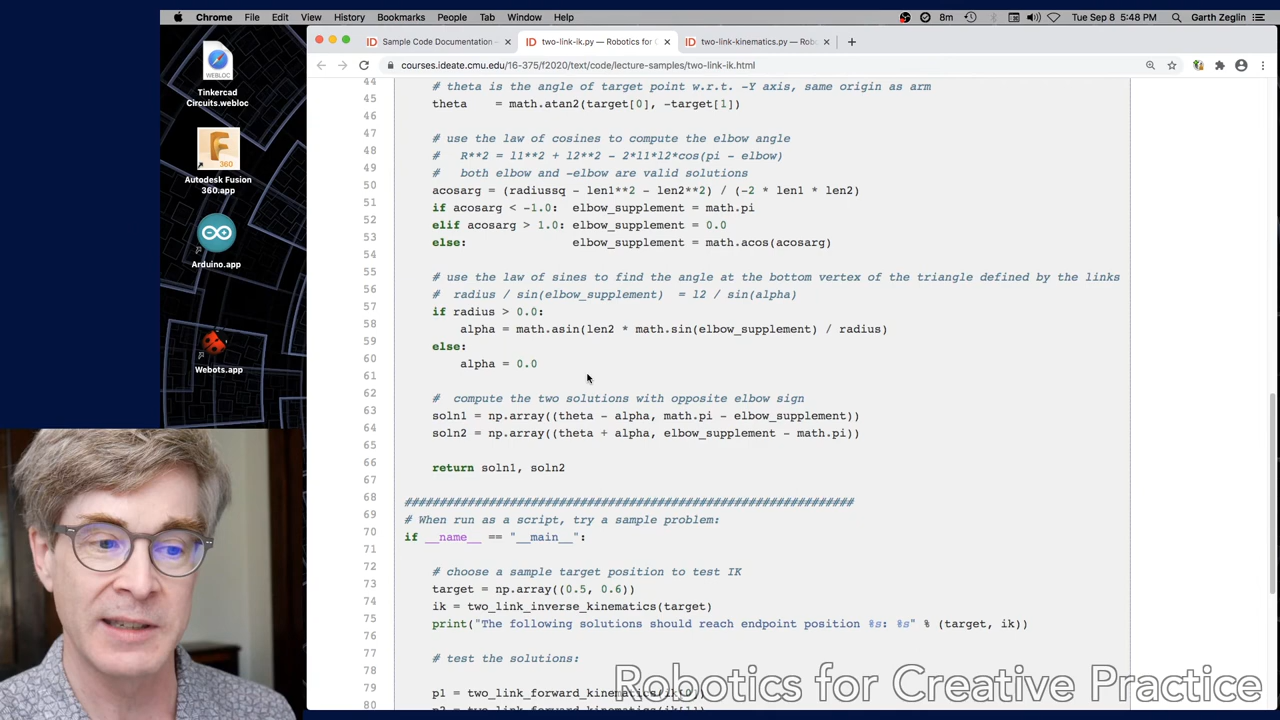 Chrome File Edit View History Bookmarks People Tab Window Help
8m Tue Sep 8 5:48 PM Garth Zeglin
Sample Code Documentation —
two-link-ik.py — Robotics for C
two-link-kinematics.py — Rob
courses.ideate.cmu.edu/16-375/f2020/text/code/lecture-samples/two-link-ik.html
WEBLOC
Tinkercad
Circuits.webloc
360
Autodesk Fusion
360.app
Arduino.app
Webots.app
44 # theta is the angle of target point w.r.t. -Y axis, same origin as arm
45 theta    = math.atan2(target[0], -target[1])
46
47 # use the law of cosines to compute the elbow angle
48 #   R**2 = l1**2 + l2**2 - 2*l1*l2*cos(pi - elbow)
49 #   both elbow and -elbow are valid solutions
50 acosarg = (radiussq - len1**2 - len2**2) / (-2 * len1 * len2)
51 if acosarg < -1.0:  elbow_supplement = math.pi
52 elif acosarg > 1.0: elbow_supplement = 0.0
53 else:               elbow_supplement = math.acos(acosarg)
54
55 # use the law of sines to find the angle at the bottom vertex of the triangle defined by the links
56 #  radius / sin(elbow_supplement)  = l2 / sin(alpha)
57 if radius > 0.0:
58 alpha = math.asin(len2 * math.sin(elbow_supplement) / radius)
59 else:
60 alpha = 0.0
61
62 #  compute the two solutions with opposite elbow sign
63 soln1 = np.array((theta - alpha, math.pi - elbow_supplement))
64 soln2 = np.array((theta + alpha, elbow_supplement - math.pi))
65
66 return soln1, soln2
67
68 ################################################################
69 # When run as a script, try a sample problem:
70 if __name__ == "__main__":
71
72 # choose a sample target position to test IK
73 target = np.array((0.5, 0.6))
74 ik = two_link_inverse_kinematics(target)
75 print("The following solutions should reach endpoint position %s: %s" % (target, ik))
76
77 # test the solutions:
78
79 p1 = two_link_forward_kinematics(ik[0])
80
Robotics for Creative Practice